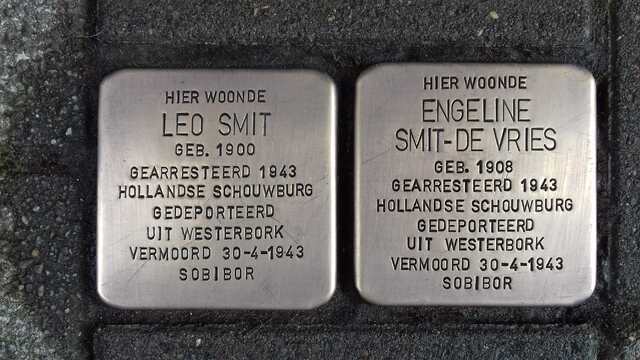 HIER WOONDE
LEO SMIT
GEB. 1900
GEARRESTEERD 1943
HOLLANDSE SCHOUWBURG
GEDEPORTEERD
UIT WESTERBORK
VERMOORD 30-4-1943
SOBIBOR
HIER WOONDE
ENGELINE
SMIT-DE VRIES
GEB. 1908
GEARRESTEERD 1943
HOLLANDSE SCHOUWBURG
GEDEPORTEERD
UIT WESTERBORK
VERMOORD 30-4-1943
SOBIBOR